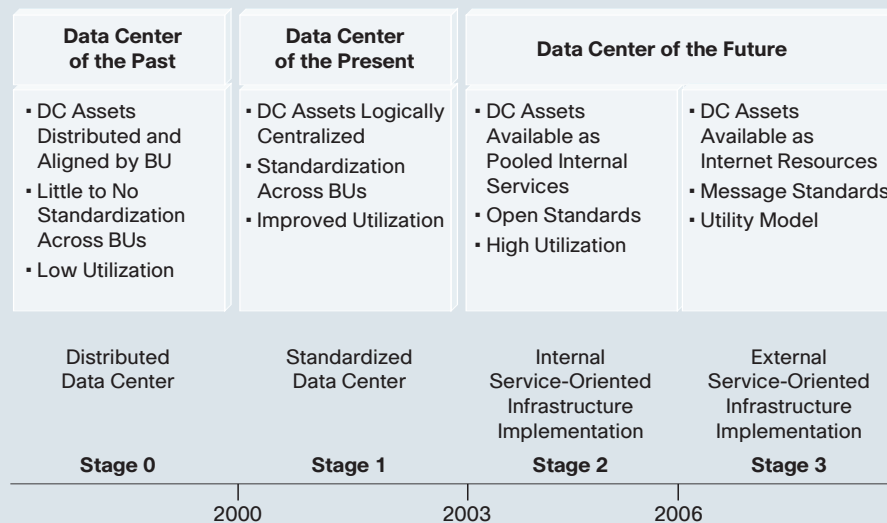 Data Center
of the Past
Data Center
of the Present
Data Center of the Future
▪ DC Assets
Distributed and
Aligned by BU
▪ Little to No
Standardization
Across BUs
▪ Low Utilization
▪ DC Assets Logically
Centralized
▪ Standardization
Across BUs
▪ Improved Utilization
▪ DC Assets
Available as
Pooled Internal
Services
▪ Open Standards
▪ High Utilization
▪ DC Assets
Available as
Internet Resources
▪ Message Standards
▪ Utility Model
Distributed
Data Center
Standardized
Data Center
Internal
Service-Oriented
Infrastructure
Implementation
External
Service-Oriented
Infrastructure
Implementation
Stage 0
Stage 1
Stage 2
Stage 3
2000
2003
2006